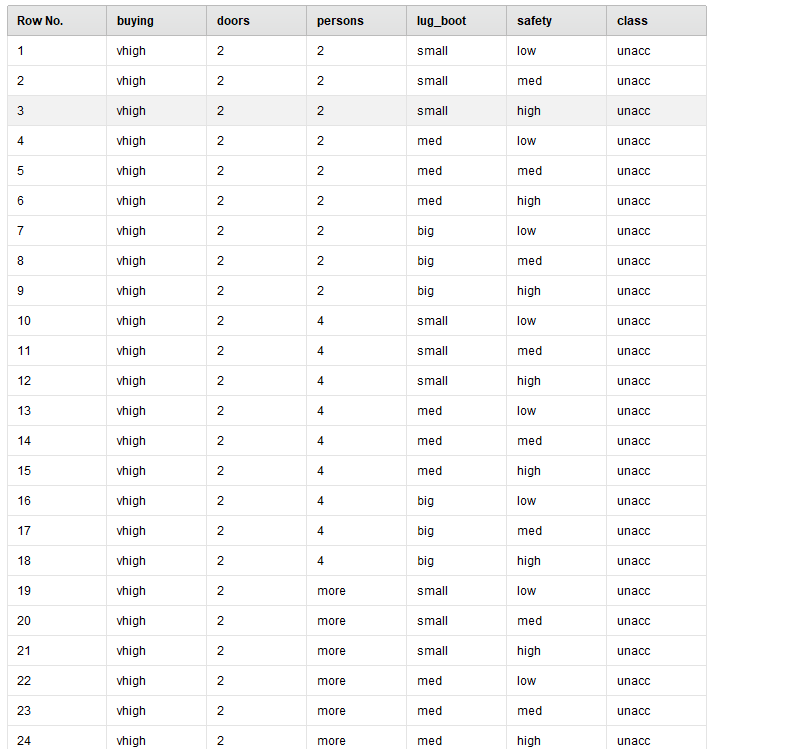 Row No. buying doors persons lug_boot safety class
1 vhigh 2 2 small low unacc
2 vhigh 2 2 small med unacc
3 vhigh 2 2 small high unacc
4 vhigh 2 2 med low unacc
5 vhigh 2 2 med med unacc
6 vhigh 2 2 med high unacc
7 vhigh 2 2 big low unacc
8 vhigh 2 2 big med unacc
9 vhigh 2 2 big high unacc
10 vhigh 2 4 small low unacc
11 vhigh 2 4 small med unacc
12 vhigh 2 4 small high unacc
13 vhigh 2 4 med low unacc
14 vhigh 2 4 med med unacc
15 vhigh 2 4 med high unacc
16 vhigh 2 4 big low unacc
17 vhigh 2 4 big med unacc
18 vhigh 2 4 big high unacc
19 vhigh 2 more small low unacc
20 vhigh 2 more small med unacc
21 vhigh 2 more small high unacc
22 vhigh 2 more med low unacc
23 vhigh 2 more med med unacc
24 vhigh 2 more med high unacc